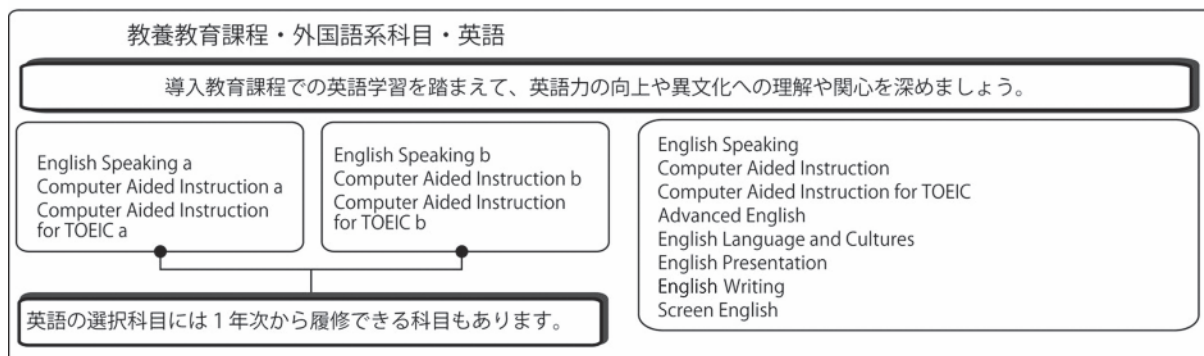 教養教育課程・外国語系科目・英語
導入教育課程での英語学習を踏まえて、英語力の向上や異文化への理解や関心を深めましょう。
English Speaking a
Computer Aided Instruction a
Computer Aided Instruction
for TOEIC a
English Speaking b
Computer Aided Instruction b
Computer Aided Instruction
for TOEIC b
English Speaking
Computer Aided Instruction
Computer Aided Instruction for TOEIC
Advanced English
English Language and Cultures
English Presentation
English Writing
Screen English
英語の選択科目には1年次から履修できる科目もあります。